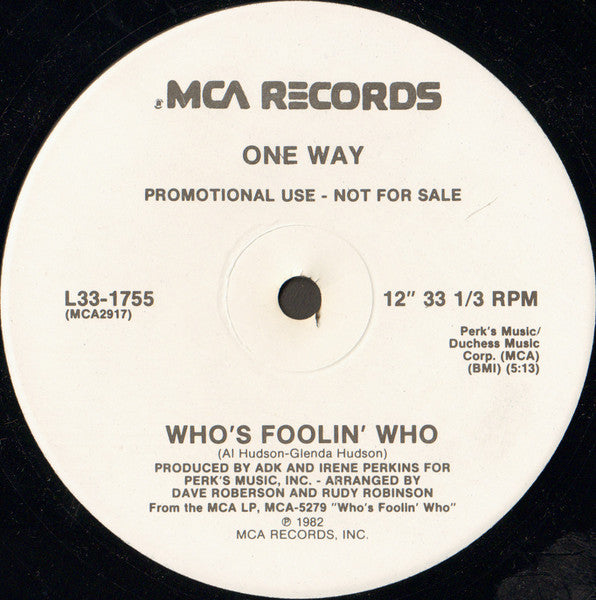 MCA RECORDS
ONE WAY
PROMOTIONAL USE - NOT FOR SALE
L33-1755
(MCA2917)
12" 33 1/3 RPM
Perk's Music/
Duchess Music
Corp. (MCA)
(BMI) (5:13)
WHO'S FOOLIN' WHO
(Al Hudson-Glenda Hudson)
PRODUCED BY ADK AND IRENE PERKINS FOR
PERK'S MUSIC, INC. - ARRANGED BY
DAVE ROBERSON AND RUDY ROBINSON
From the MCA LP, MCA-5279 "Who's Foolin' Who"
℗ 1982
MCA RECORDS, INC.